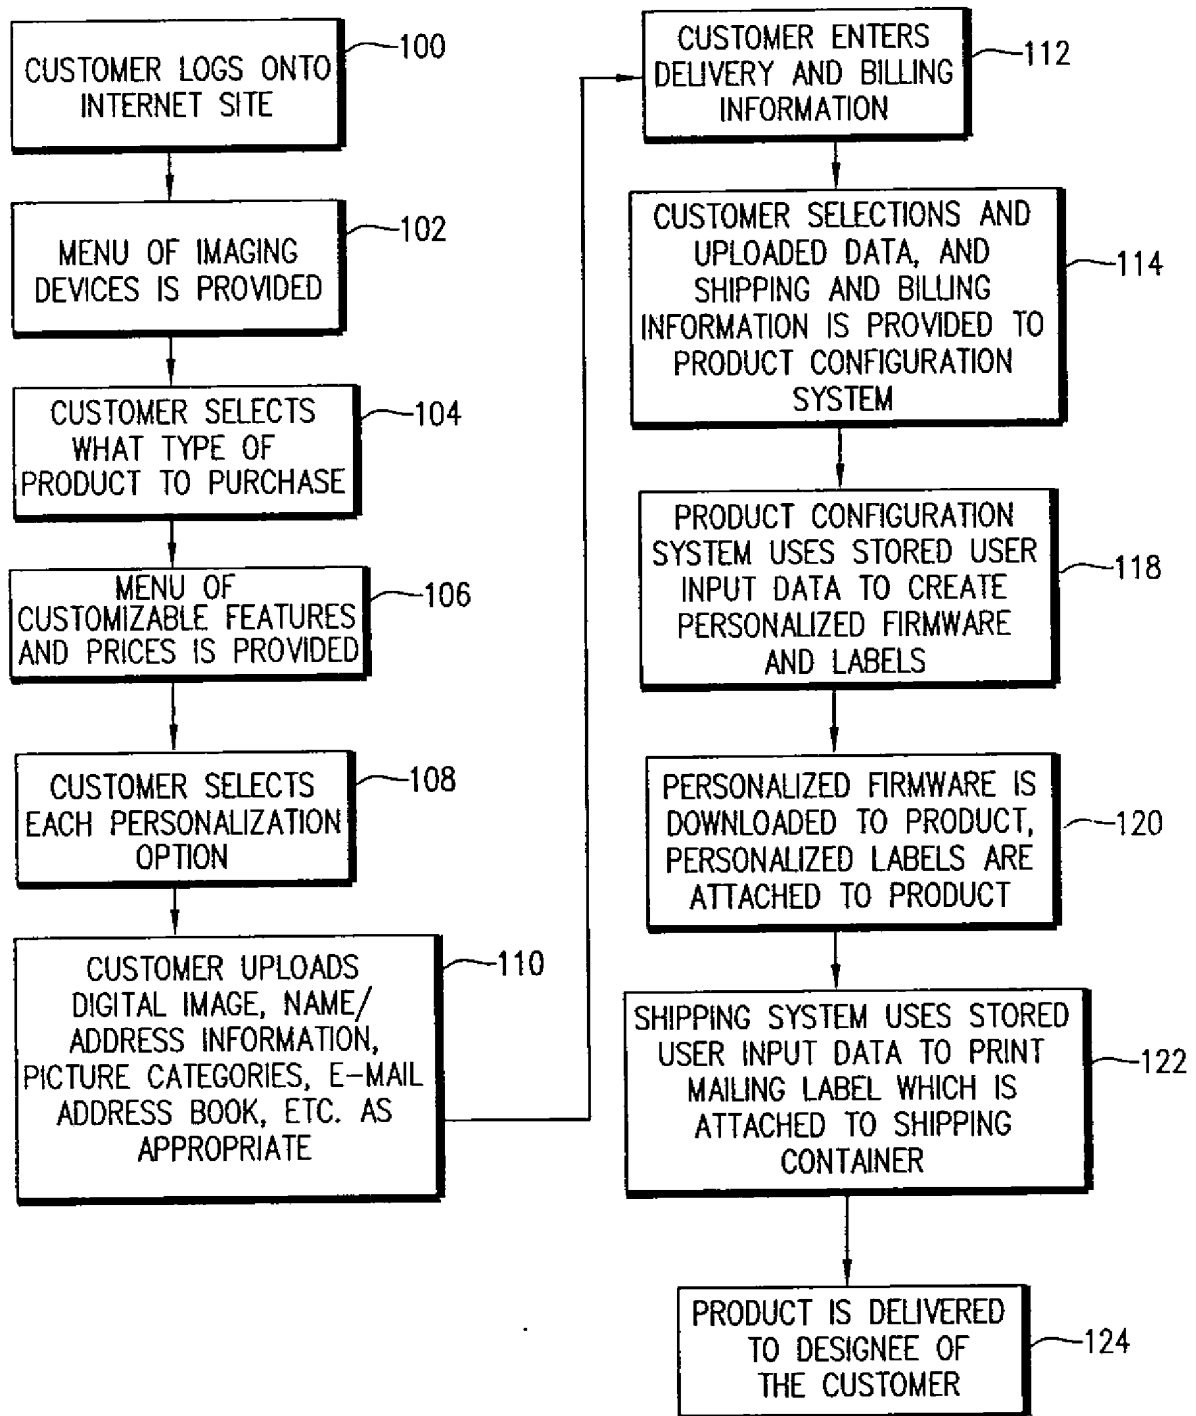 100
CUSTOMER LOGS ONTO
INTERNET SITE
102
MENU OF IMAGING
DEVICES IS PROVIDED
104
CUSTOMER SELECTS
WHAT TYPE OF
PRODUCT TO PURCHASE
106
MENU OF
CUSTOMIZABLE FEATURES
AND PRICES IS PROVIDED
108
CUSTOMER SELECTS
EACH PERSONALIZATION
OPTION
110
CUSTOMER UPLOADS
DIGITAL IMAGE, NAME/
ADDRESS INFORMATION,
PICTURE CATEGORIES, E-MAIL
ADDRESS BOOK, ETC. AS
APPROPRIATE
112
CUSTOMER ENTERS
DELIVERY AND BILLING
INFORMATION
114
CUSTOMER SELECTIONS AND
UPLOADED DATA, AND
SHIPPING AND BILLING
INFORMATION IS PROVIDED TO
PRODUCT CONFIGURATION
SYSTEM
118
PRODUCT CONFIGURATION
SYSTEM USES STORED USER
INPUT DATA TO CREATE
PERSONALIZED FIRMWARE
AND LABELS
120
PERSONALIZED FIRMWARE IS
DOWNLOADED TO PRODUCT,
PERSONALIZED LABELS ARE
ATTACHED TO PRODUCT
122
SHIPPING SYSTEM USES STORED
USER INPUT DATA TO PRINT
MAILING LABEL WHICH IS
ATTACHED TO SHIPPING
CONTAINER
124
PRODUCT IS DELIVERED
TO DESIGNEE OF
THE CUSTOMER